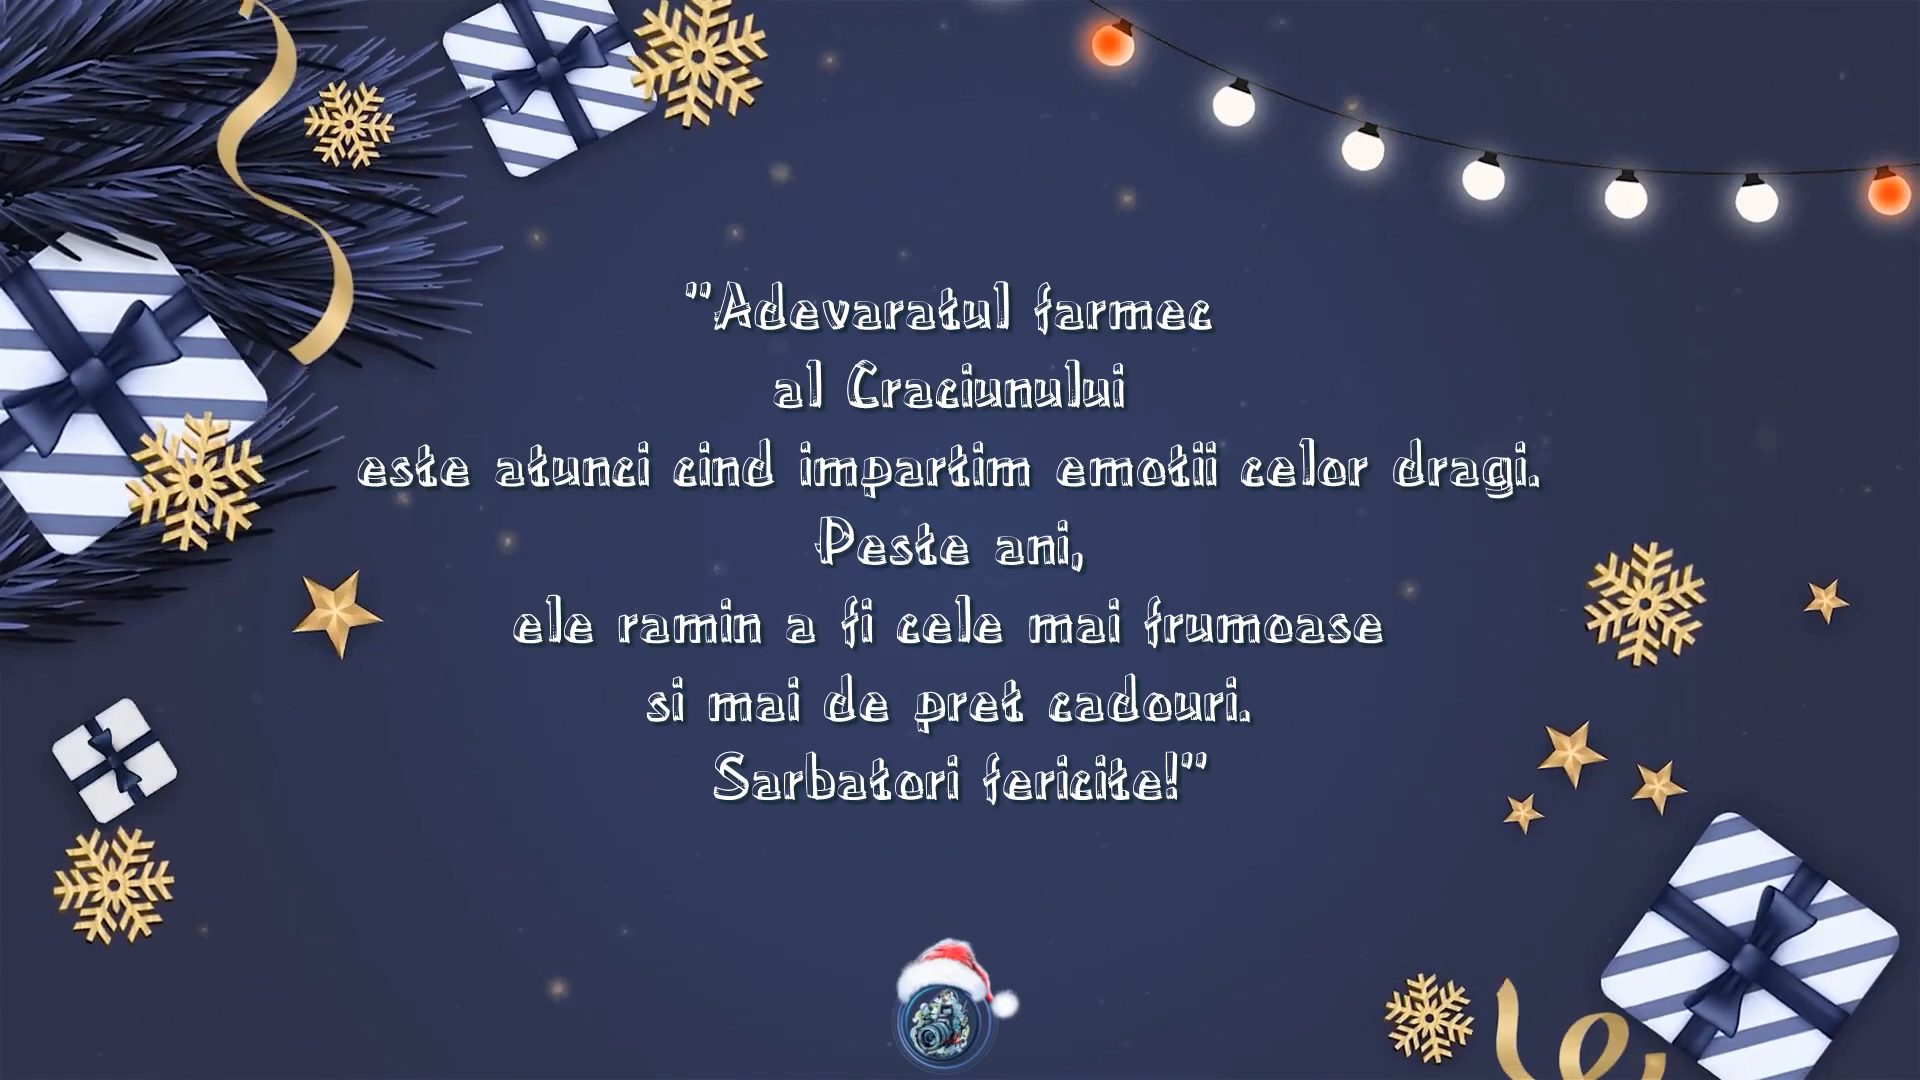 "Adevaratul farmec
al Craciunului
este atunci cind impartim emotii celor dragi.
Peste ani,
ele ramin a fi cele mai frumoase
si mai de pret cadouri.
Sarbatori fericite!"